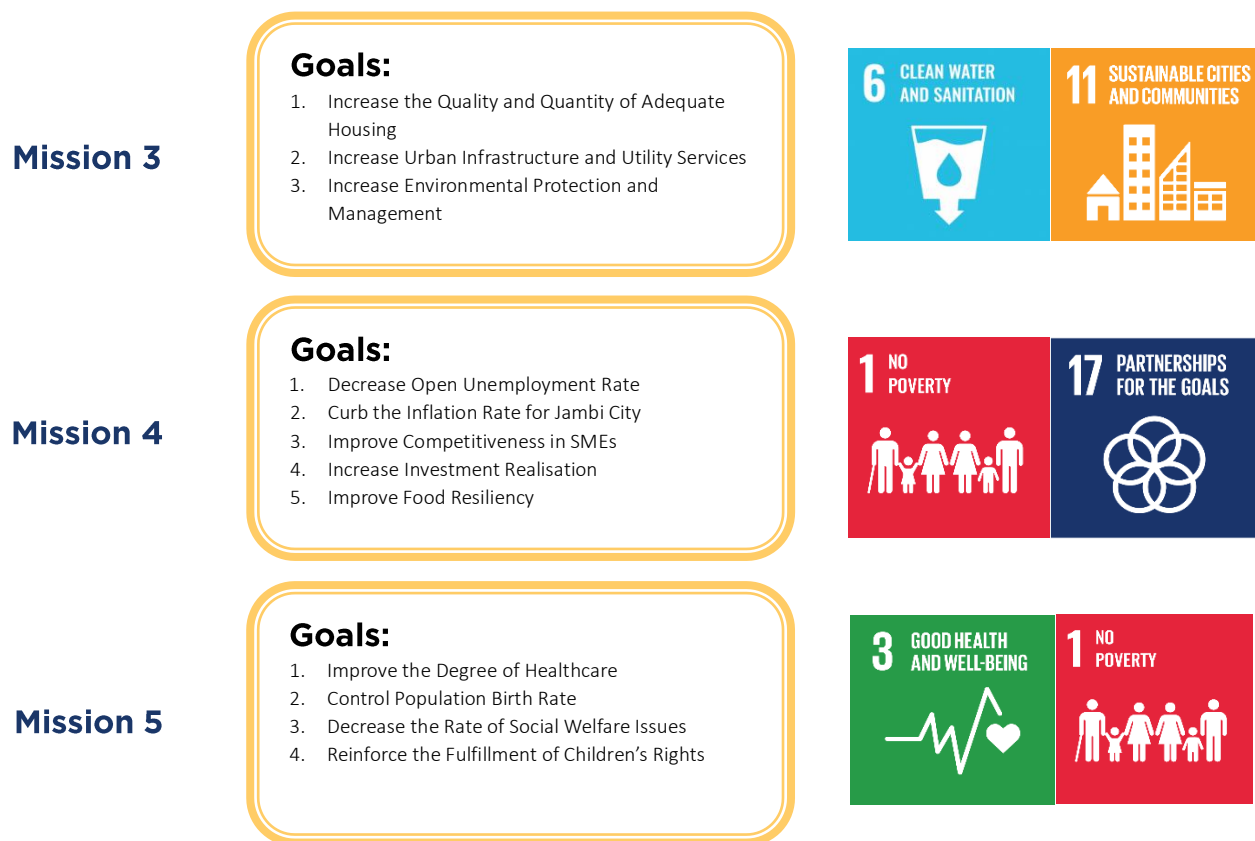 Mission 3
Goals:
1. Increase the Quality and Quantity of Adequate
Housing
2. Increase Urban Infrastructure and Utility Services
3. Increase Environmental Protection and
Management
6 CLEAN WATER
AND SANITATION
11 SUSTAINABLE CITIES
AND COMMUNITIES
Mission 4
Goals:
1. Decrease Open Unemployment Rate
2. Curb the Inflation Rate for Jambi City
3. Improve Competitiveness in SMEs
4. Increase Investment Realisation
5. Improve Food Resiliency
1 NO
POVERTY
17 PARTNERSHIPS
FOR THE GOALS
Mission 5
Goals:
1. Improve the Degree of Healthcare
2. Control Population Birth Rate
3. Decrease the Rate of Social Welfare Issues
4. Reinforce the Fulfillment of Children’s Rights
3 GOOD HEALTH
AND WELL-BEING
1 NO
POVERTY